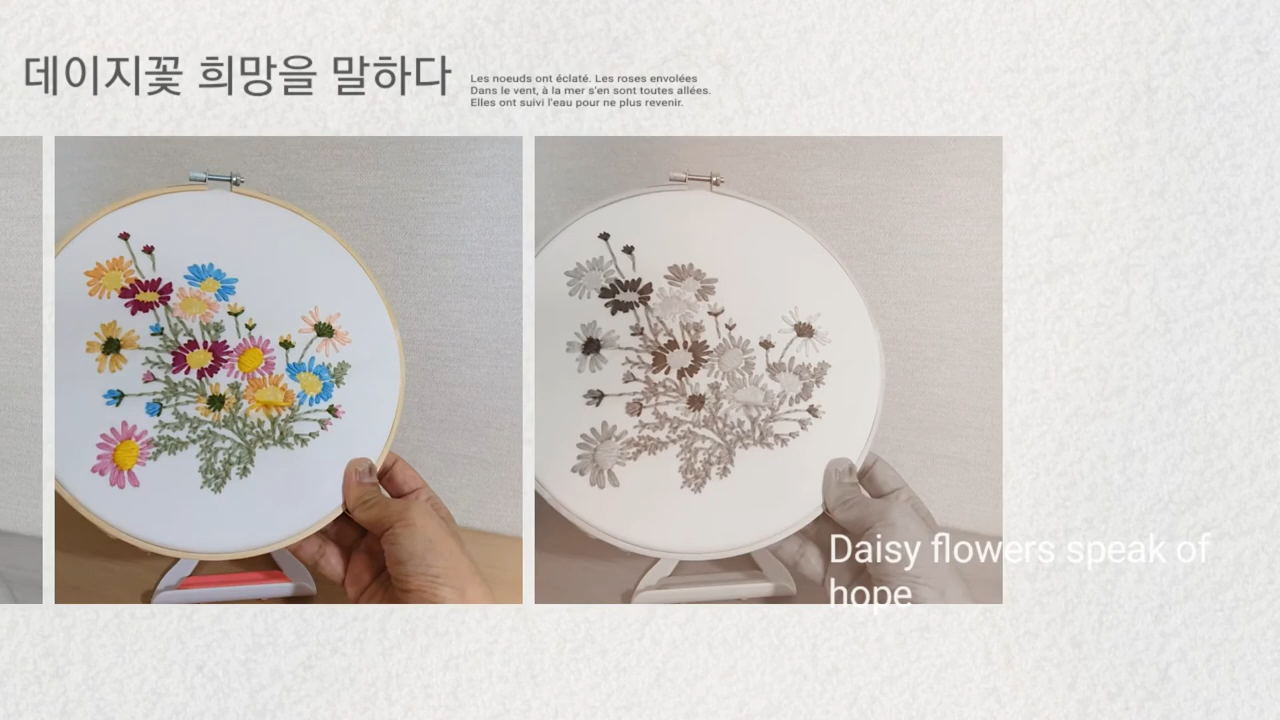 데이지꽃 희망을 말하다
Les noeuds ont éclaté. Les roses envolées
Dans le vent, à la mer s'en sont toutes allées.
Elles ont suivi l'eau pour ne plus revenir.
Daisy flowers speak of
hope